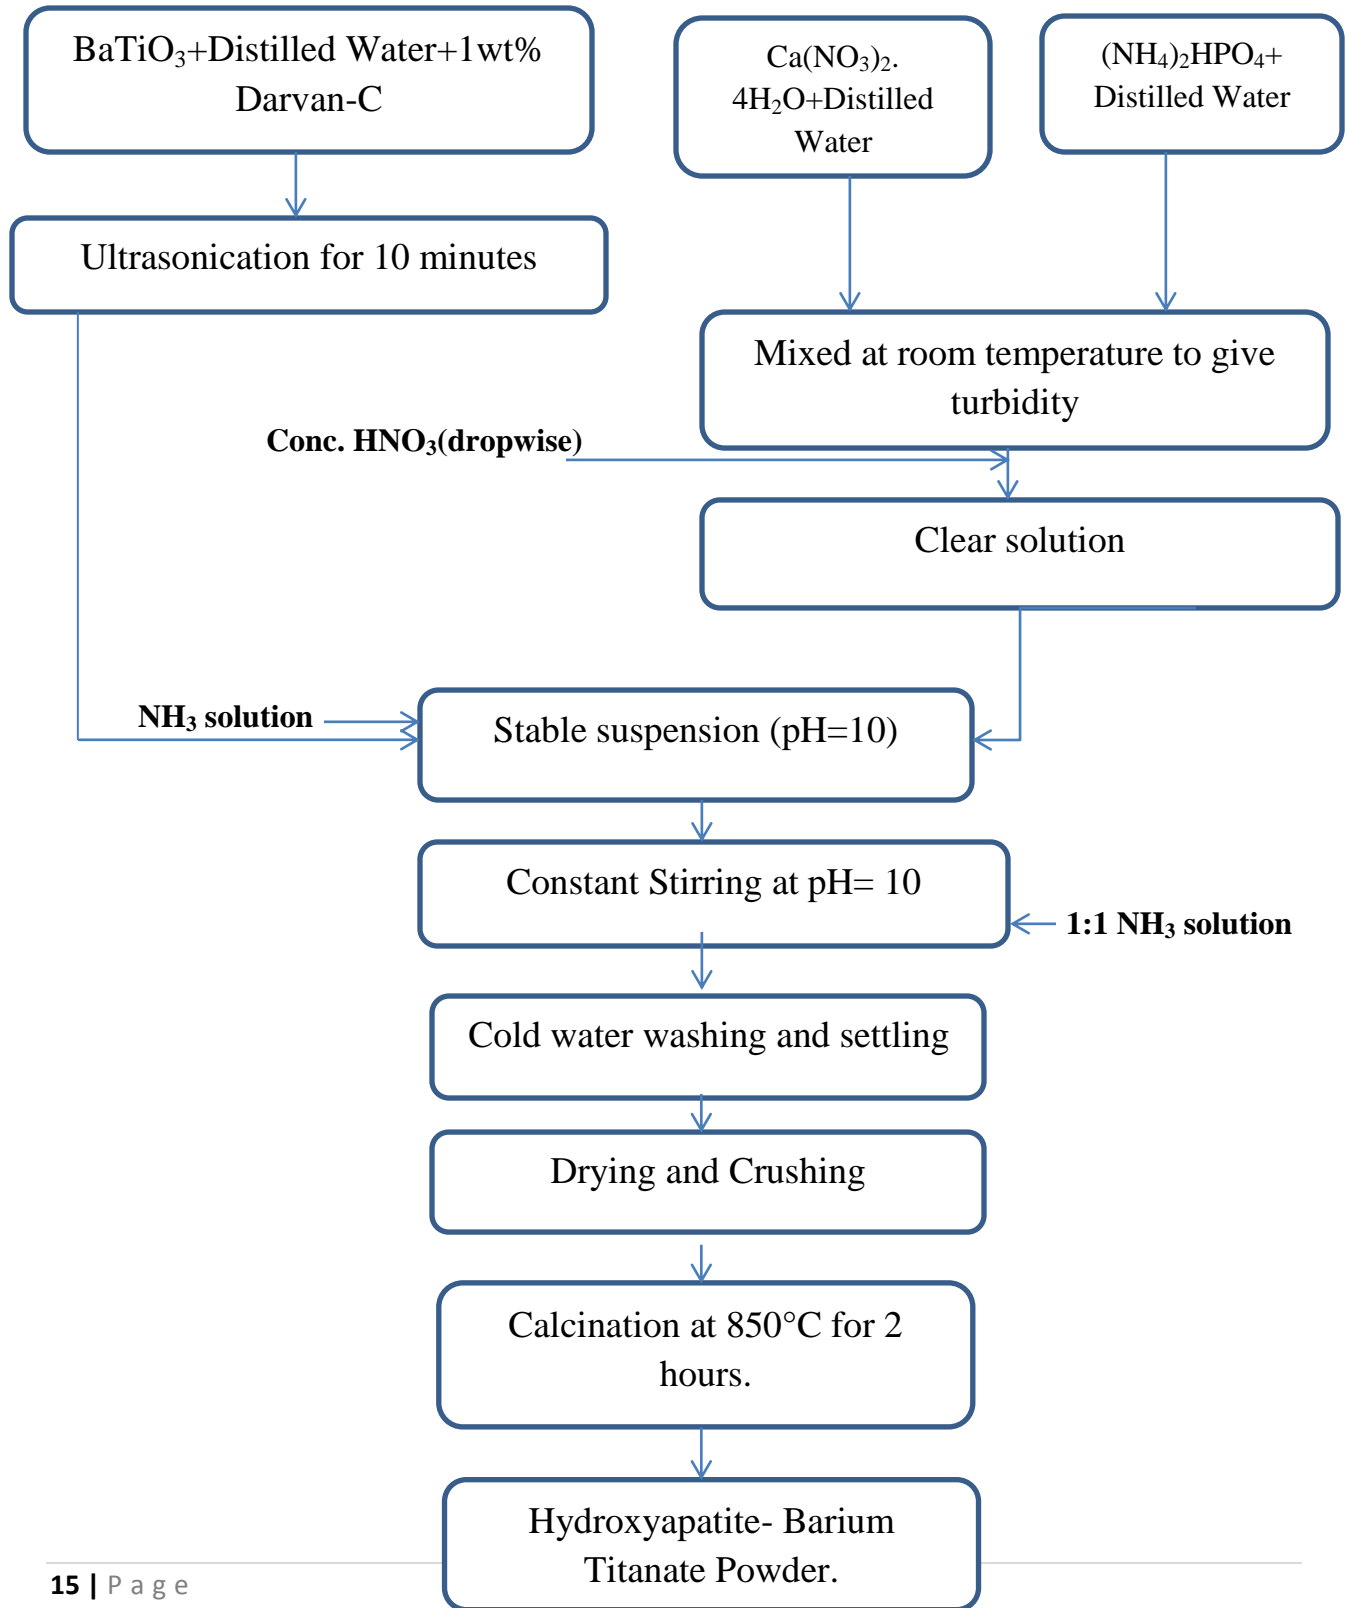 BaTiO₃+Distilled Water+1wt%
Darvan-C
Ca(NO₃)₂.
4H₂O+Distilled
Water
(NH₄)₂HPO₄+
Distilled Water
Ultrasonication for 10 minutes
Mixed at room temperature to give
turbidity
Conc. HNO₃(dropwise)
Clear solution
NH₃ solution
Stable suspension (pH=10)
Constant Stirring at pH= 10
1:1 NH₃ solution
Cold water washing and settling
Drying and Crushing
Calcination at 850°C for 2
hours.
Hydroxyapatite- Barium
Titanate Powder.
15 | P a g e